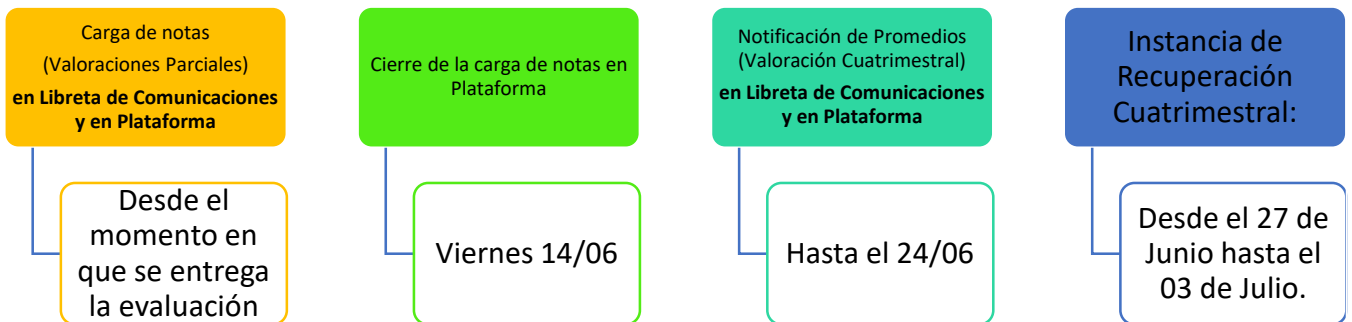 Carga de notas
(Valoraciones Parciales)
en Libreta de Comunicaciones
y en Plataforma
Desde el
momento en
que se entrega
la evaluación
Cierre de la carga de notas en
Plataforma
Viernes 14/06
Notificación de Promedios
(Valoración Cuatrimestral)
en Libreta de Comunicaciones
y en Plataforma
Hasta el 24/06
Instancia de
Recuperación
Cuatrimestral:
Desde el 27 de
Junio hasta el
03 de Julio.